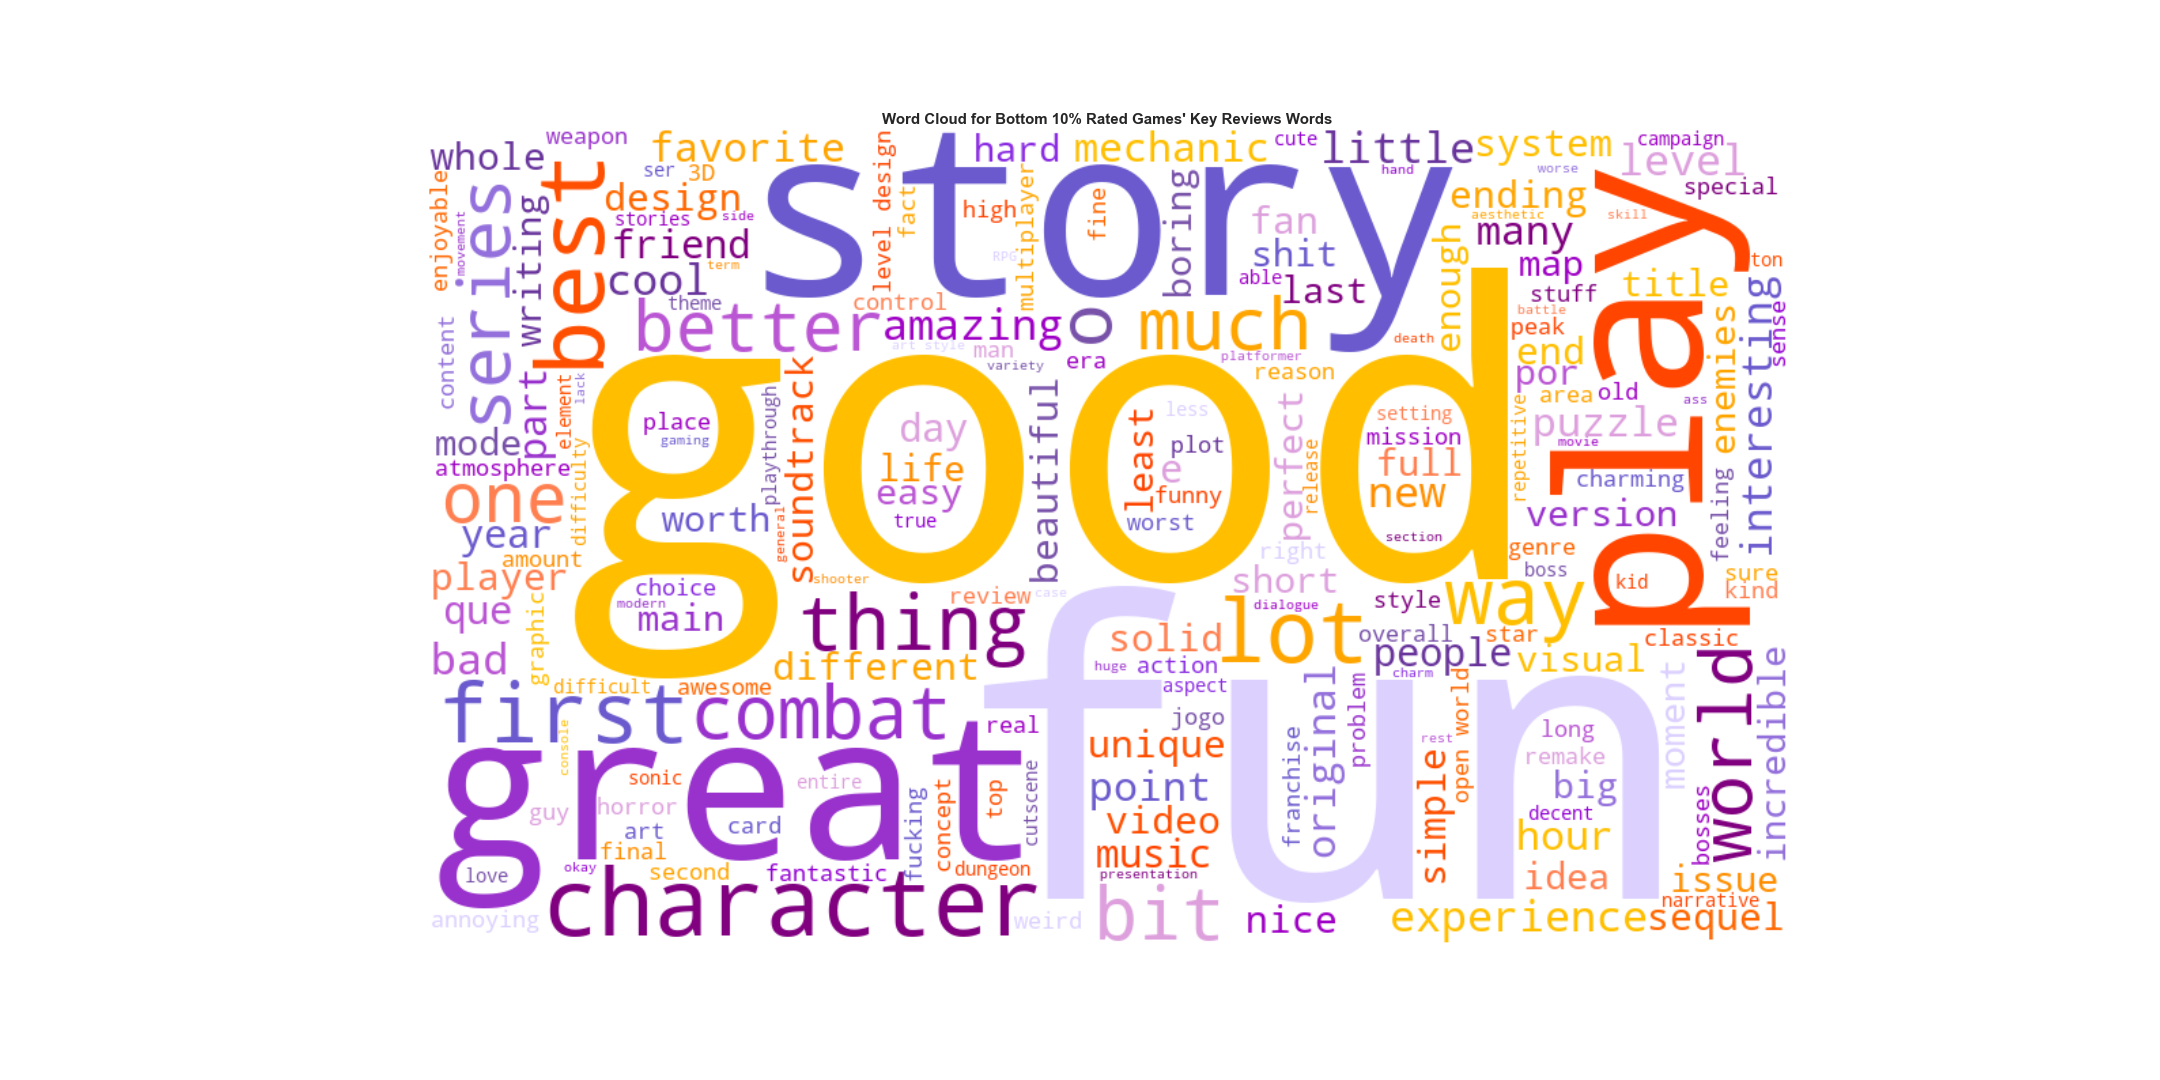 Word Cloud for Bottom 10% Rated Games' Key Reviews Words
weapon
whole
favorite
level design
hard
mechanic
cute
little
system
campaign
level
ser
3D
story
hand
worse
special
enjoyable
series
best
design
fact
high
fine
boring
fan
ending
aesthetic
skill
play
movement
writing
stories
side
friend
multiplayer
shit
many
cool
term
RPG
able
last
enough
map
ton
theme
control
stuff
title
interesting
better
amazing
o
much
battle
peak
enemies
sense
content
art style
man
era
platformer
death
end
variety
reason
por
area
old
ass
part
element
lack
good
place
gaming
playthrough
soundtrack
day
beautiful
least
less
plot
perfect
setting
mission
repetitive
puzzle
movie
mode
atmosphere
difficulty
life
e
release
full
charming
one
easy
funny
new
feeling
year
worth
true
worst
version
general
section
amount
right
genre
boss
sure
player
choice
shooter
short
kid
kind
que
graphic
modern
main
review
case
dialogue
style
way
thing
lot
overall
star
classic
bad
different
solid
people
visual
difficult
awesome
huge
action
charm
first
combat
fun
aspect
original
problem
open world
moment
world
incredible
console
great
real
jogo
franchise
long
unique
rest
remake
sonic
entire
cutscene
simple
guy
horror
concept
top
point
big
bosses
art
card
fucking
video
decent
hour
final
love
okay
second
fantastic
dungeon
music
presentation
idea
issue
narrative
annoying
character
weird
bit
nice
experience
sequel